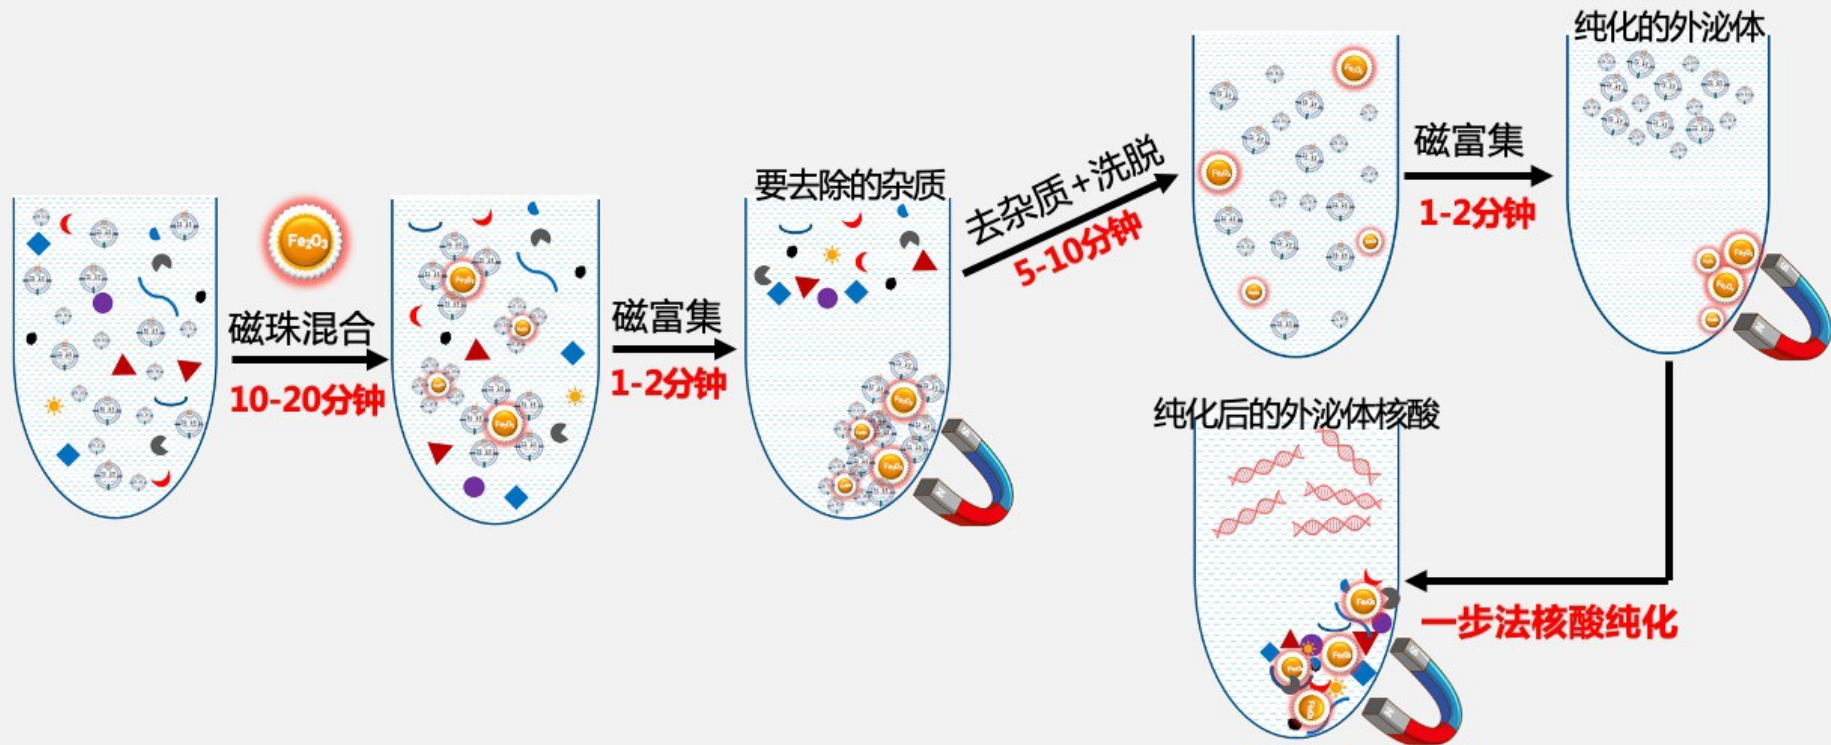 Fe₂O₃
磁珠混合
10-20分钟
磁富集
1-2分钟
要去除的杂质
去杂质+洗脱
5-10分钟
磁富集
1-2分钟
纯化的外泌体
一步法核酸纯化
纯化后的外泌体核酸
S
N
S
N
S
N